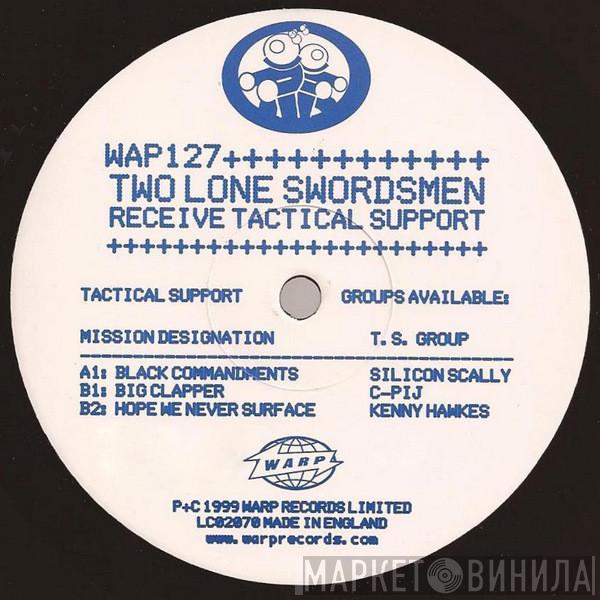 WAP127++++++++++++
TWO LONE SWORDSMEN
RECEIVE TACTICAL SUPPORT
++++++++++++++++++++++++
TACTICAL SUPPORT GROUPS AVAILABLE:
MISSION DESIGNATION T.S. GROUP
A1: BLACK COMMANDMENTS SILICON SCALLY
B1: BIG CLAPPER C-PIJ
B2: HOPE WE NEVER SURFACE KENNY HAWKES
WARP
P+C 1999 WARP RECORDS LIMITED
LC02070 MADE IN ENGLAND
www.warprecords.com
МАРКЕТ ВИНИЛА